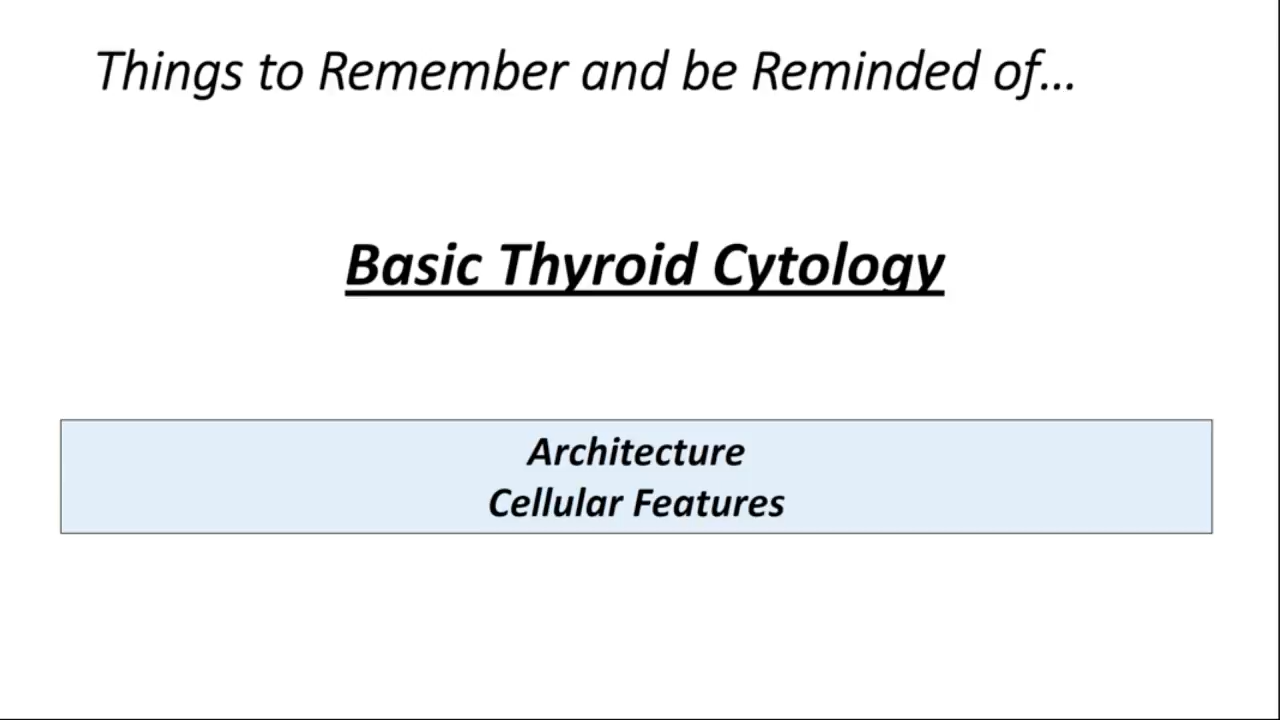 Things to Remember and be Reminded of...
Basic Thyroid Cytology
Architecture
Cellular Features